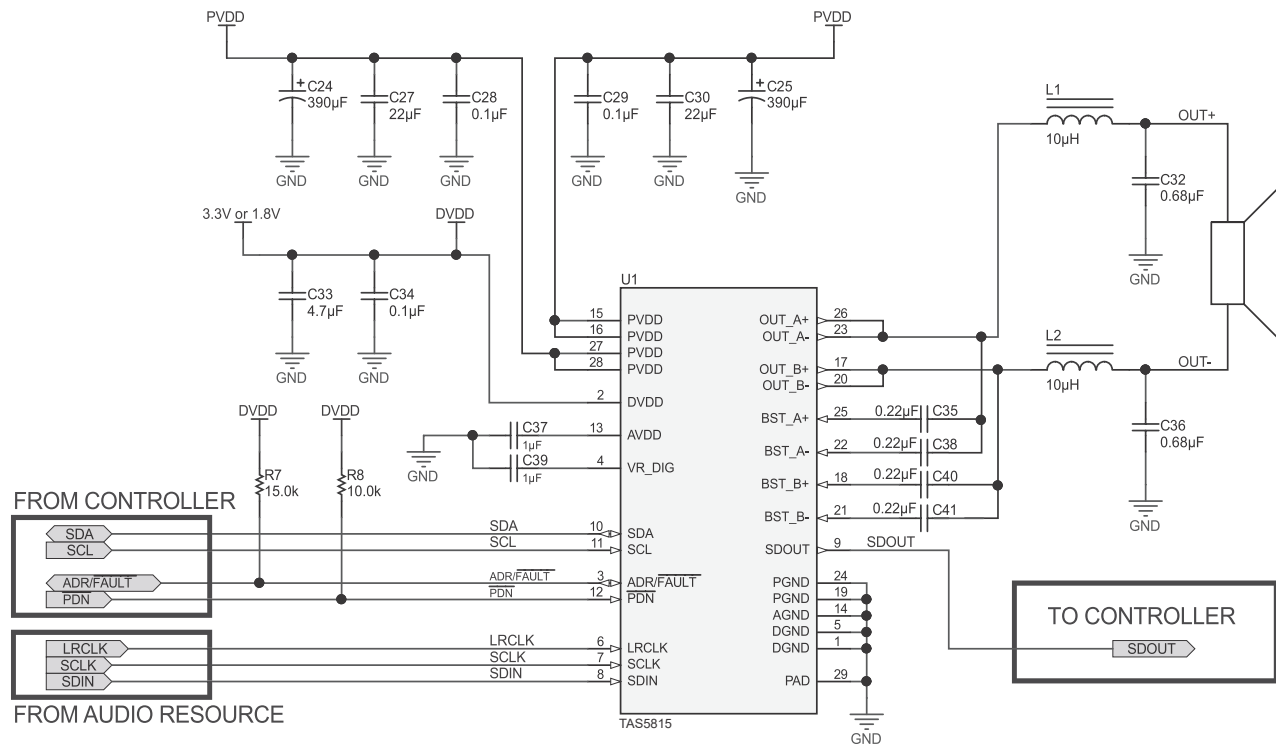 PVDD
PVDD
C24
390µF
C27
22µF
C28
0.1µF
C29
0.1µF
C30
22µF
C25
390µF
GND
GND
GND
GND
GND
GND
L1
10µH
OUT+
C32
0.68µF
GND
3.3V or 1.8V
DVDD
C33
4.7µF
C34
0.1µF
GND
GND
U1
15 PVDD
16 PVDD
27 PVDD
28 PVDD
2 DVDD
13 AVDD
4 VR_DIG
10 SDA
11 SCL
3 ADR/FAULT
12 PDN
6 LRCLK
7 SCLK
8 SDIN
OUT_A+ 26
OUT_A- 23
OUT_B+ 17
OUT_B- 20
BST_A+ 25
BST_A- 22
BST_B+ 18
BST_B- 21
SDOUT 9
PGND 24
PGND 19
AGND 14
DGND 5
DGND 1
PAD 29
TAS5815
GND
0.22µF C35
0.22µF C38
0.22µF C40
0.22µF C41
SDOUT
L2
10µH
OUT-
C36
0.68µF
GND
DVDD
DVDD
R7
15.0k
R8
10.0k
C37
1µF
C39
1µF
GND
FROM CONTROLLER
SDA
SCL
ADR/FAULT
PDN
SDA
SCL
ADR/FAULT
PDN
LRCLK
SCLK
SDIN
LRCLK
SCLK
SDIN
FROM AUDIO RESOURCE
TO CONTROLLER
SDOUT